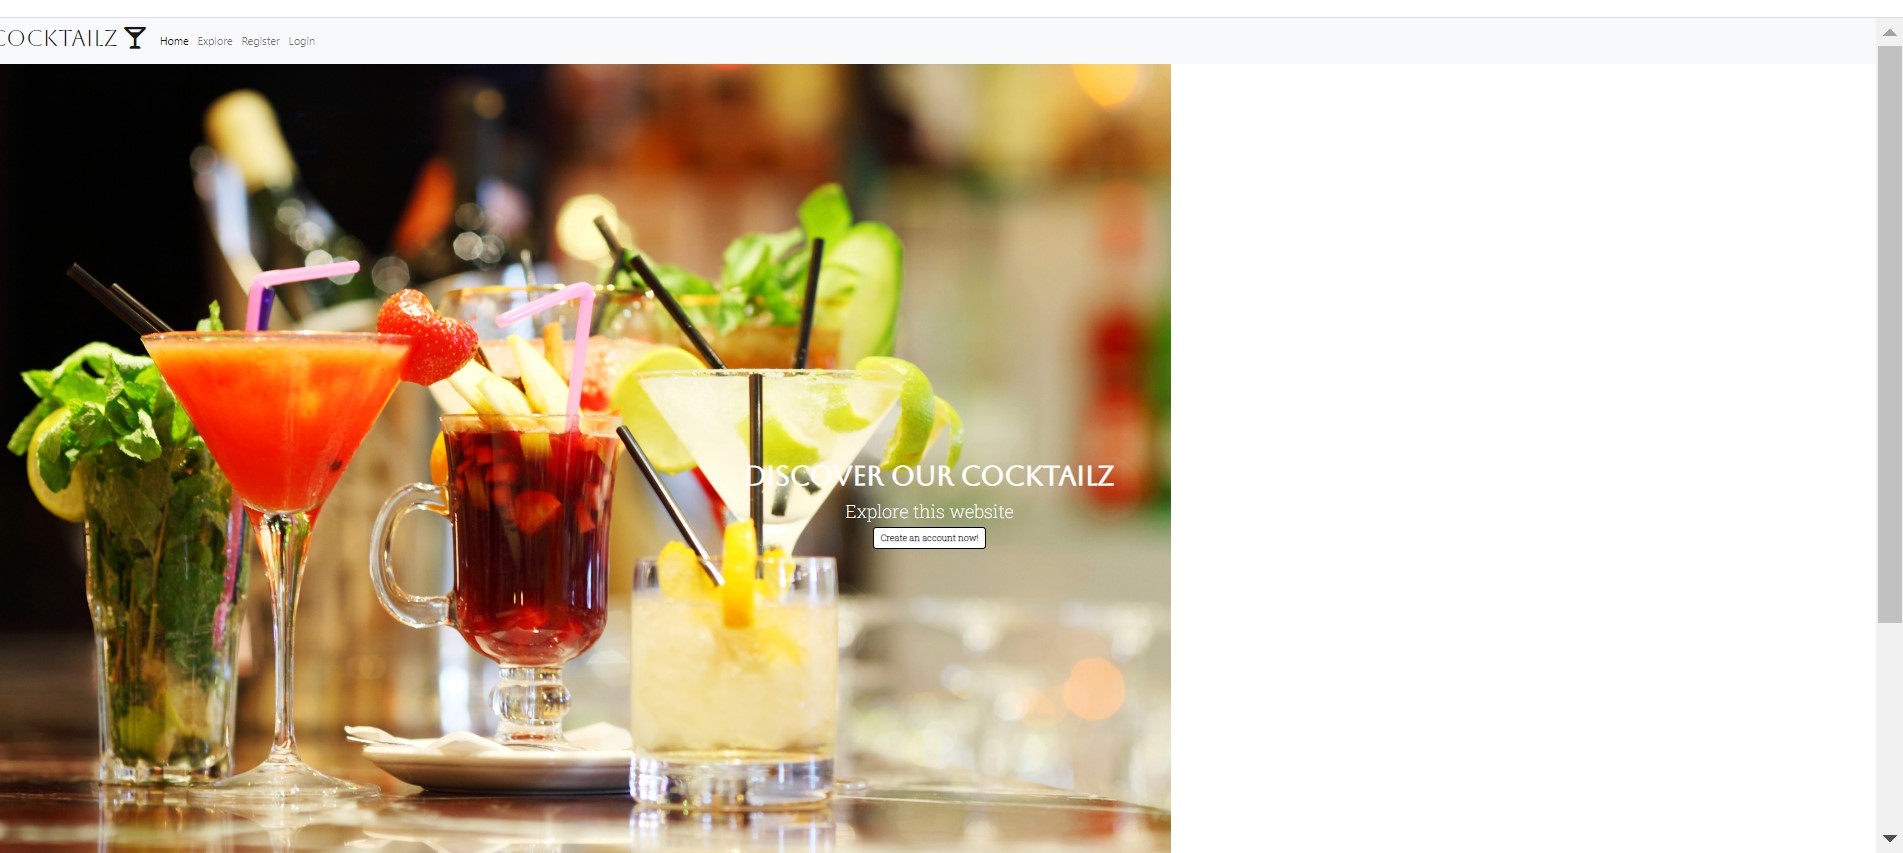 COCKTAILZ
Home Explore Register Login
DISCOVER OUR COCKTAILZ
Explore this website
Create an account now!